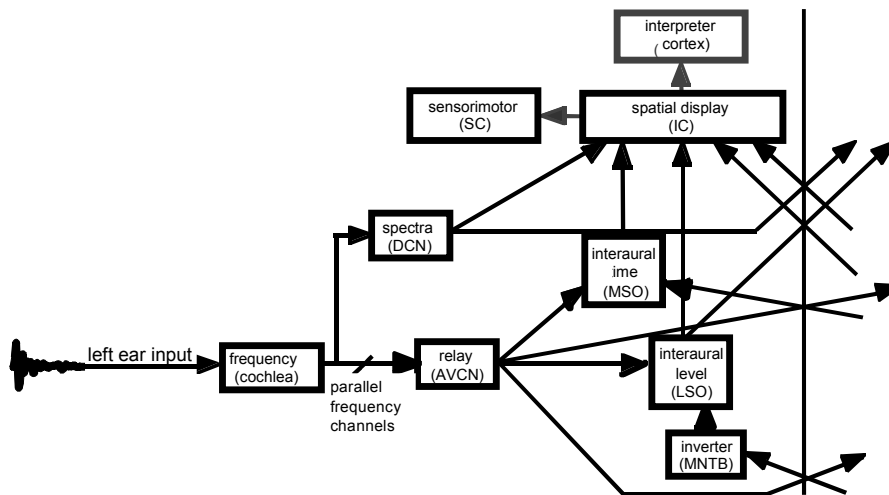 interpreter
( cortex)
sensorimotor
(SC)
spatial display
(IC)
spectra
(DCN)
interaural
ime
(MSO)
left ear input
frequency
(cochlea)
parallel
frequency
channels
relay
(AVCN)
interaural
level
(LSO)
inverter
(MNTB)